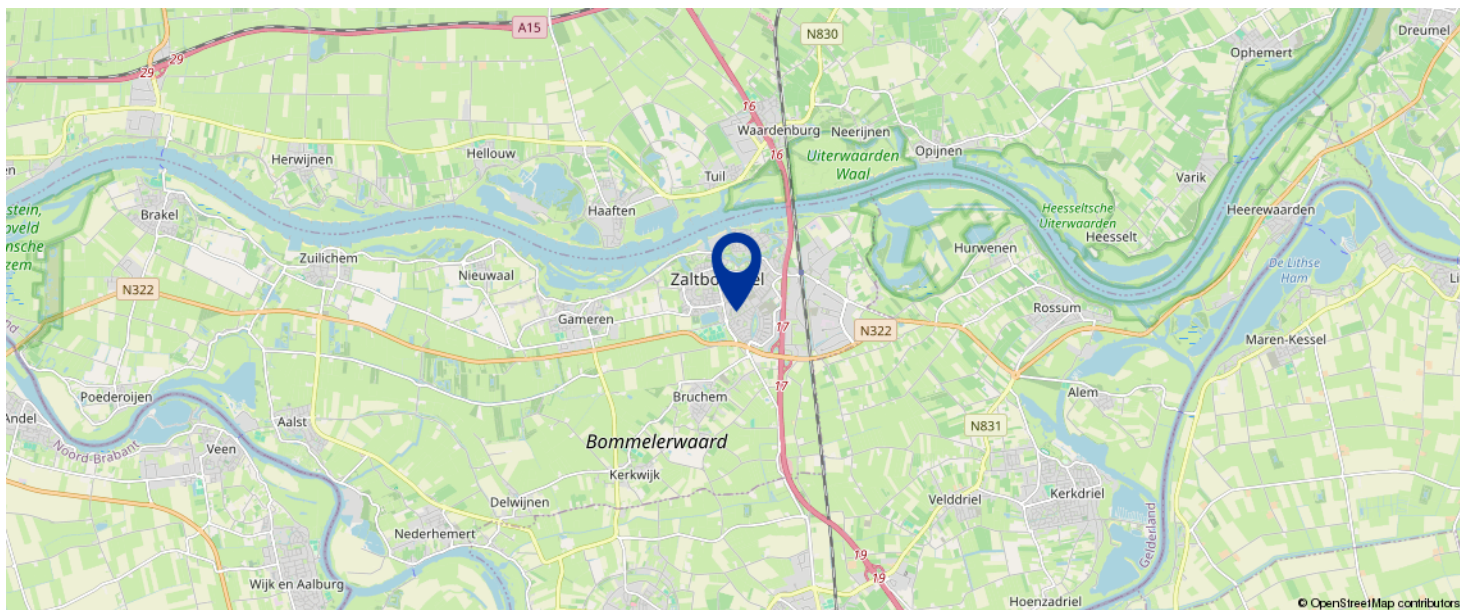 A15
N830
Dreumel
Ophemert
29
29
16
Waardenburg
Neerijnen
Herwijnen
Hellouw
16
Opijnen
Uiterwaarden
Waal
Tuil
Varik
Brakel
Haaften
Heesseltsche
Uiterwaarden
Heerewaarden
Heesselt
Hurwenen
Zuilichem
Nieuwaal
De Lithse
Ham
N322
Gameren
17
N322
Rossum
Maren-Kessel
17
Poederoijen
Bruchem
Alem
Andel
Aalst
N831
Noord-Brabant
Veen
Bommelerwaard
Kerkwijk
Delwijnen
Velddriel
Kerkdriel
Nederhemert
Gelderland
19
19
Wijk en Aalburg
Hoenzadriel
© OpenStreetMap contributors